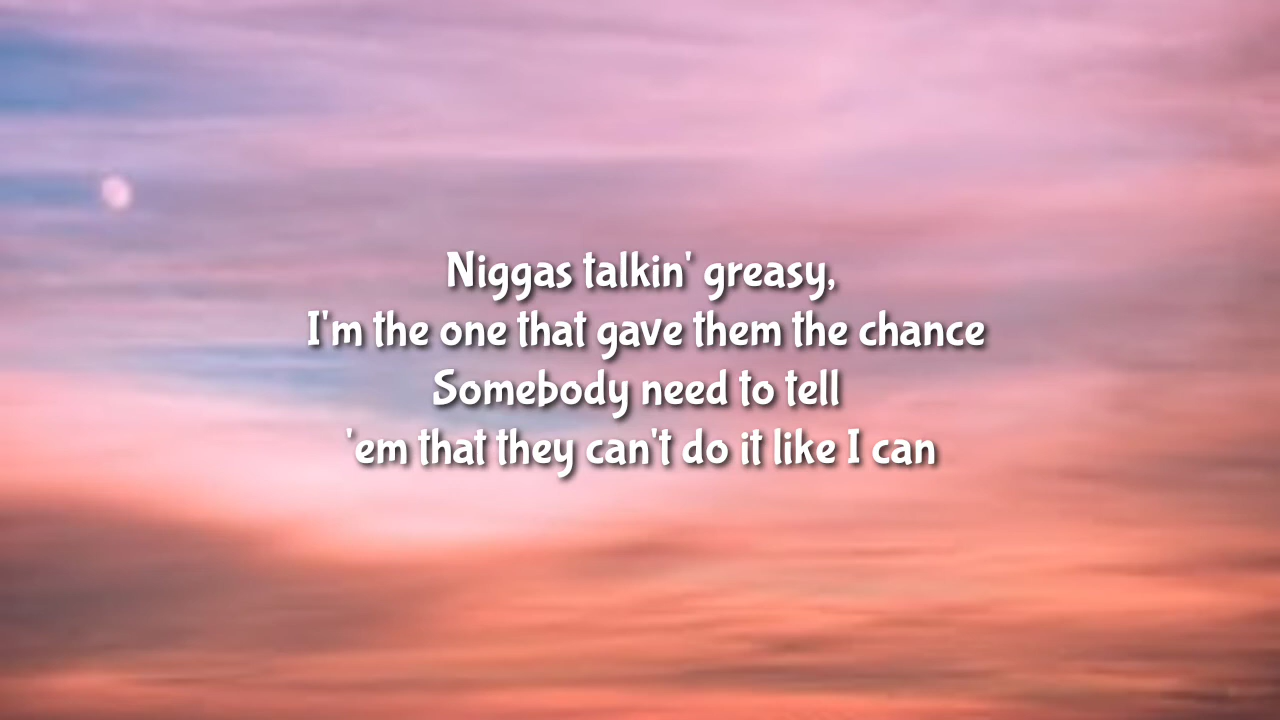 Niggas talkin' greasy,
I'm the one that gave them the chance
Somebody need to tell
'em that they can't do it like I can